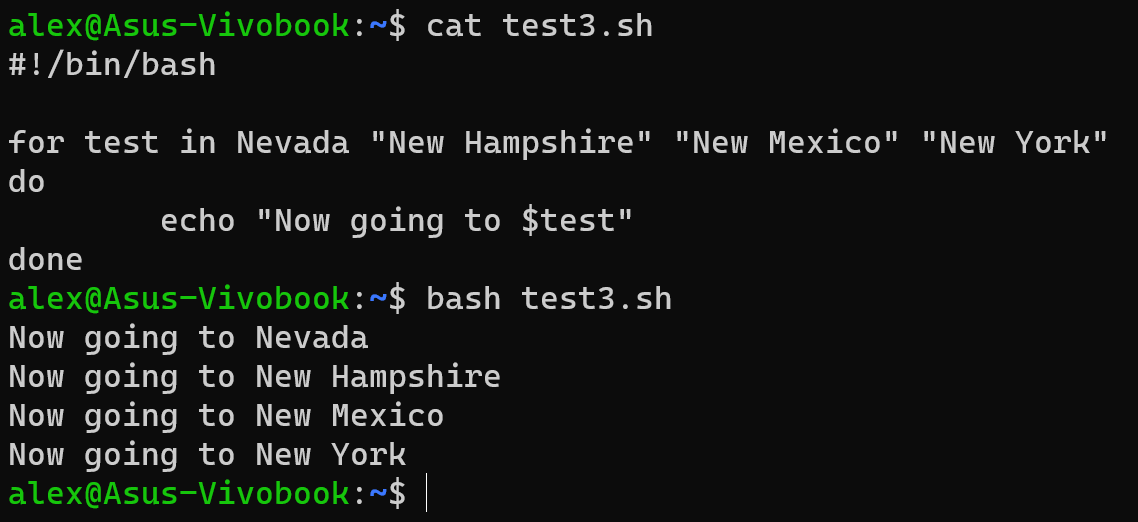 alex@Asus-Vivobook:~$ cat test3.sh
#!/bin/bash

for test in Nevada "New Hampshire" "New Mexico" "New York"
do
        echo "Now going to $test"
done
alex@Asus-Vivobook:~$ bash test3.sh
Now going to Nevada
Now going to New Hampshire
Now going to New Mexico
Now going to New York
alex@Asus-Vivobook:~$